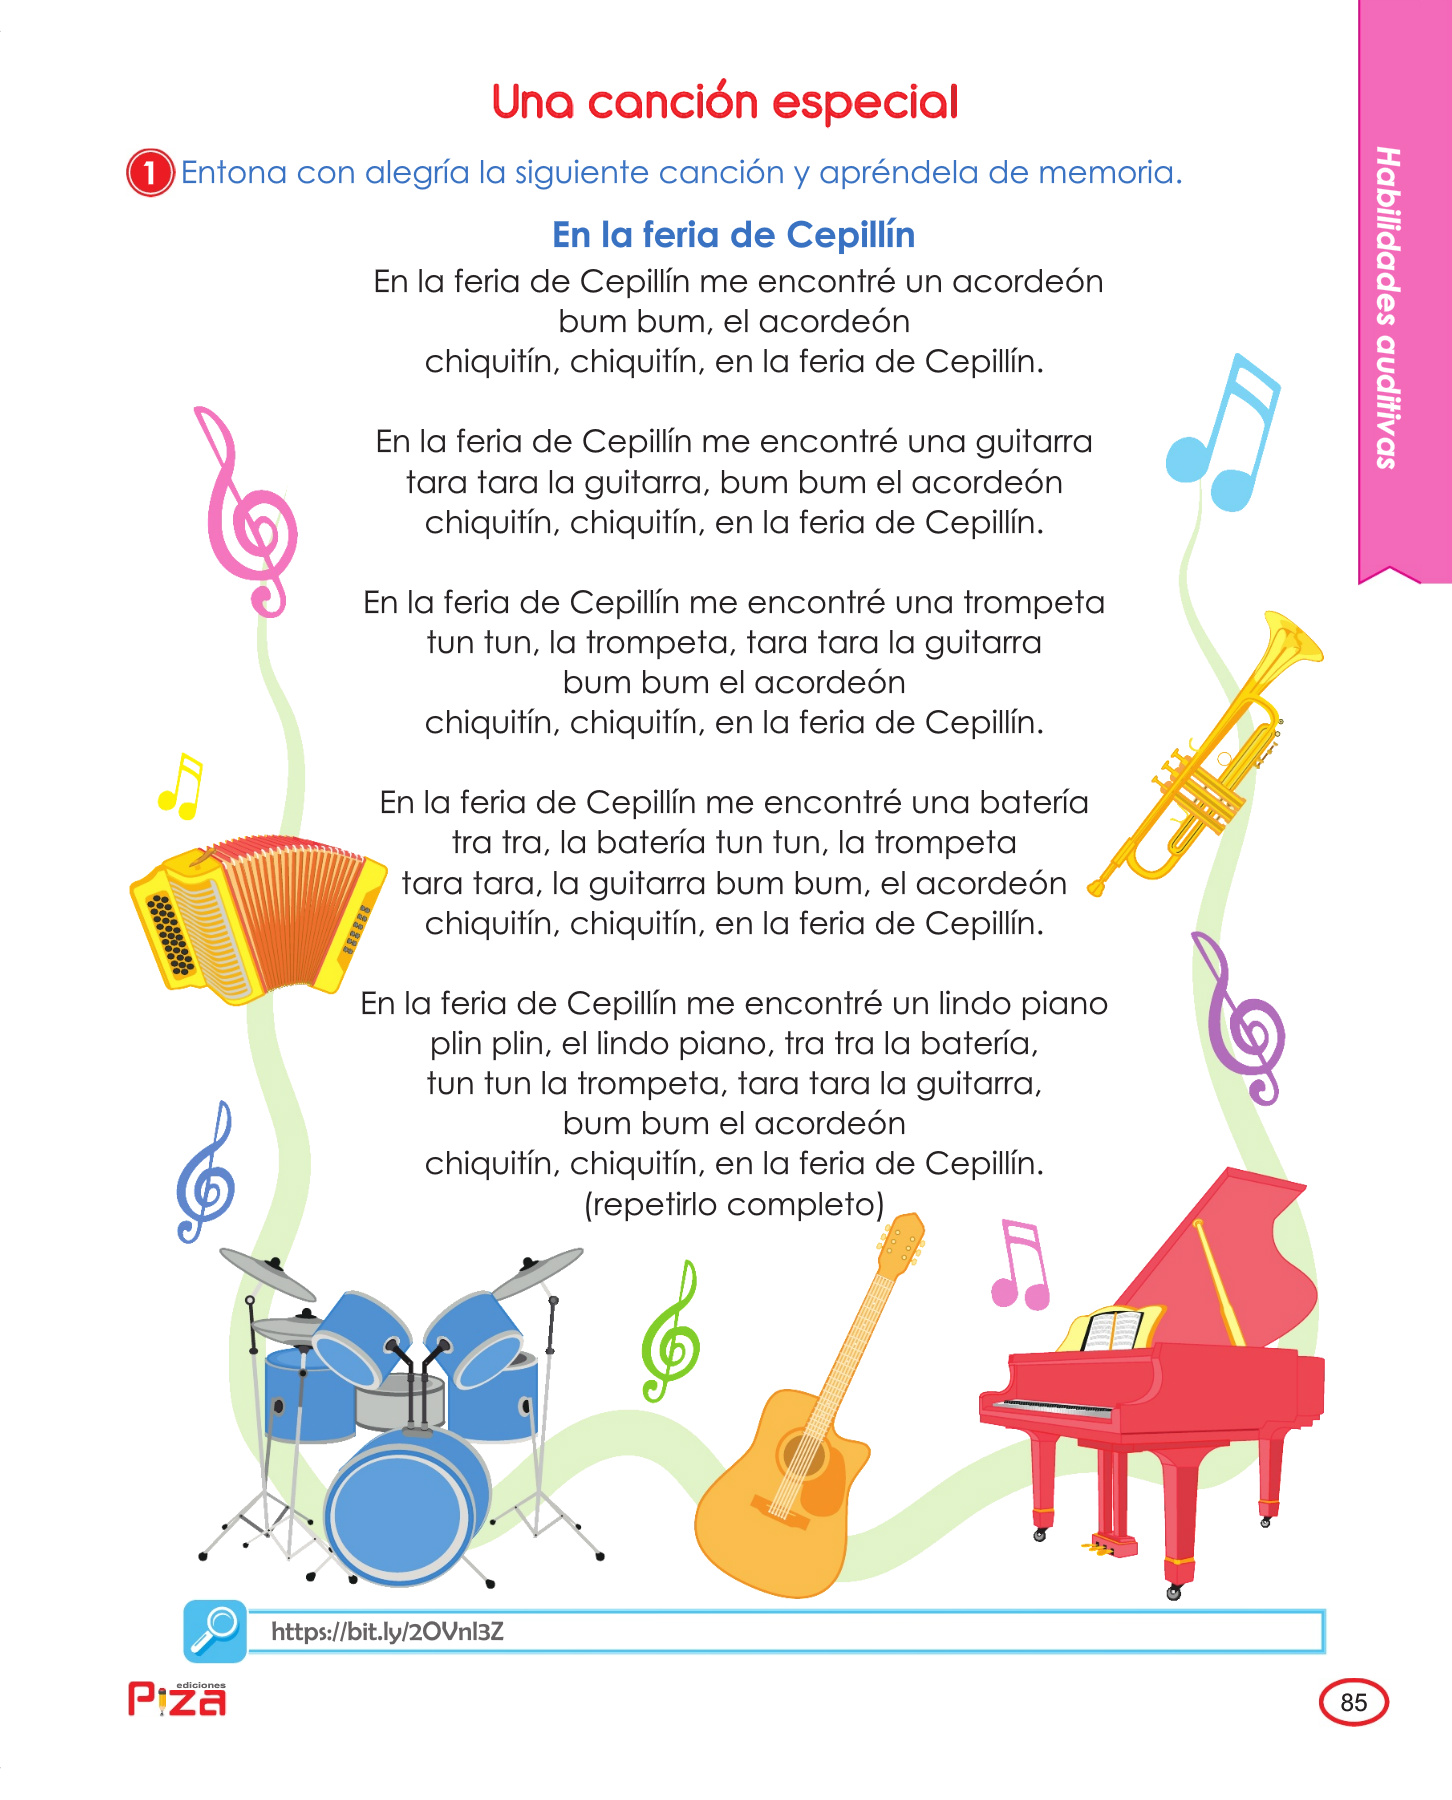 Una canción especial
1 Entona con alegría la siguiente canción y apréndela de memoria.
En la feria de Cepillín
En la feria de Cepillín me encontré un acordeón
bum bum, el acordeón
chiquitín, chiquitín, en la feria de Cepillín.
En la feria de Cepillín me encontré una guitarra
tara tara la guitarra, bum bum el acordeón
chiquitín, chiquitín, en la feria de Cepillín.
En la feria de Cepillín me encontré una trompeta
tun tun, la trompeta, tara tara la guitarra
bum bum el acordeón
chiquitín, chiquitín, en la feria de Cepillín.
En la feria de Cepillín me encontré una batería
tra tra, la batería tun tun, la trompeta
tara tara, la guitarra bum bum, el acordeón
chiquitín, chiquitín, en la feria de Cepillín.
En la feria de Cepillín me encontré un lindo piano
plin plin, el lindo piano, tra tra la batería,
tun tun la trompeta, tara tara la guitarra,
bum bum el acordeón
chiquitín, chiquitín, en la feria de Cepillín.
(repetirlo completo)
Habilidades auditivas
https://bit.ly/2OVnI3Z
ediciones
Piza
85